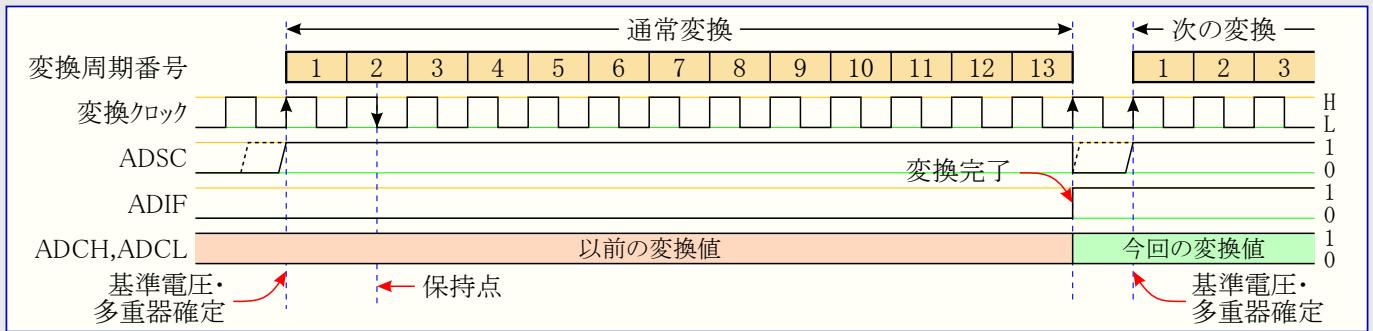 通常変換
次の変換
変換周期番号 1 2 3 4 5 6 7 8 9 10 11 12 13 1 2 3
変換ｸﾛｯｸ H L
ADSC 1 0
変換完了
ADIF 1 0
ADCH,ADCL 以前の変換値 今回の変換値 1 0
基準電圧･
多重器確定
保持点
基準電圧･
多重器確定